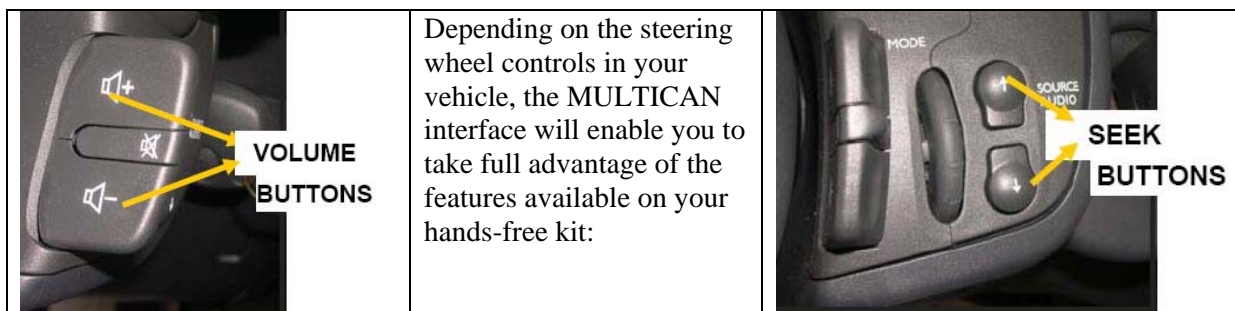 VOLUME
BUTTONS
Depending on the steering
wheel controls in your
vehicle, the MULTICAN
interface will enable you to
take full advantage of the
features available on your
hands-free kit:
MODE
SOURCE
AUDIO
SEEK
BUTTONS